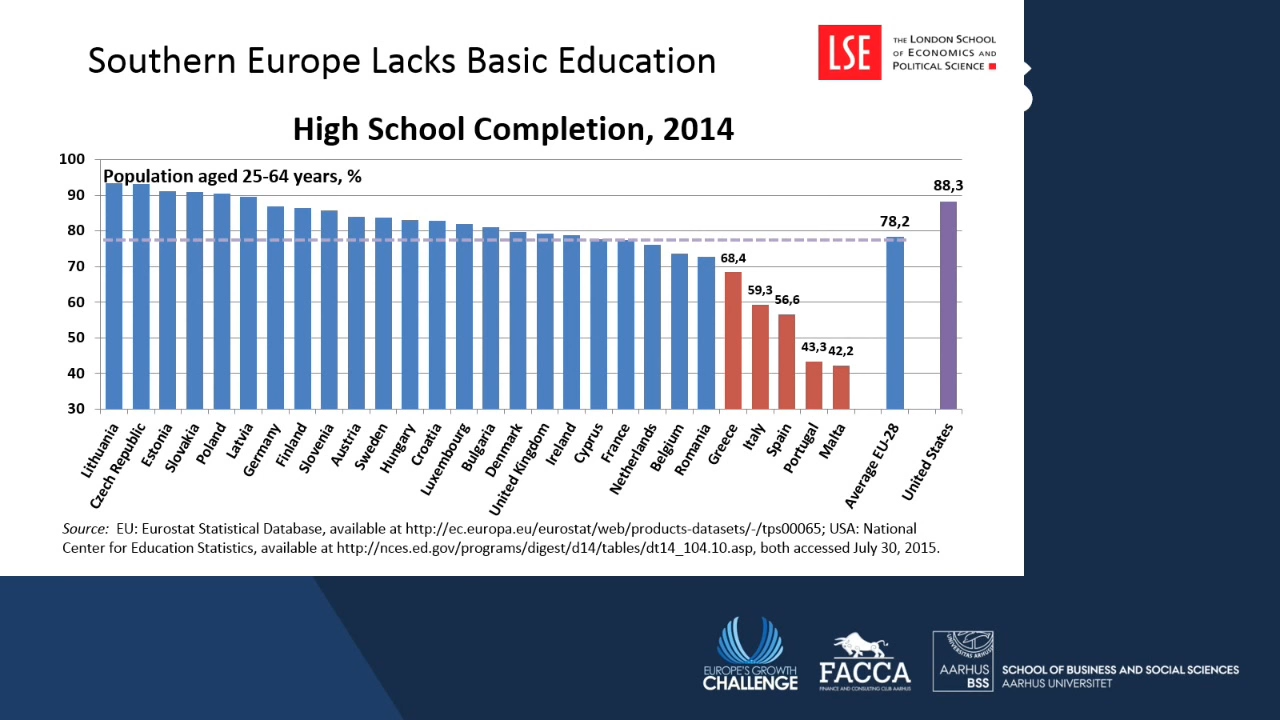 Southern Europe Lacks Basic Education
LSE
THE LONDON SCHOOL
OF ECONOMICS AND
POLITICAL SCIENCE
High School Completion, 2014
Population aged 25-64 years, %
100
90
80
70
60
50
40
30
68,4
59,3
56,6
43,3
42,2
78,2
88,3
Lithuania
Czech Republic
Estonia
Slovakia
Poland
Latvia
Germany
Finland
Slovenia
Austria
Sweden
Hungary
Croatia
Luxembourg
Bulgaria
Denmark
United Kingdom
Ireland
Cyprus
France
Netherlands
Belgium
Romania
Greece
Italy
Spain
Portugal
Malta
Average EU-28
United States
Source: EU: Eurostat Statistical Database, available at http://ec.europa.eu/eurostat/web/products-datasets/-/tps00065; USA: National
Center for Education Statistics, available at http://nces.ed.gov/programs/digest/d14/tables/dt14_104.10.asp, both accessed July 30, 2015.
EUROPE'S GROWTH
CHALLENGE
FACCA
FINANCE AND CONSULTING CLUB AARHUS
AARHUS
BSS
SCHOOL OF BUSINESS AND SOCIAL SCIENCES
AARHUS UNIVERSITET